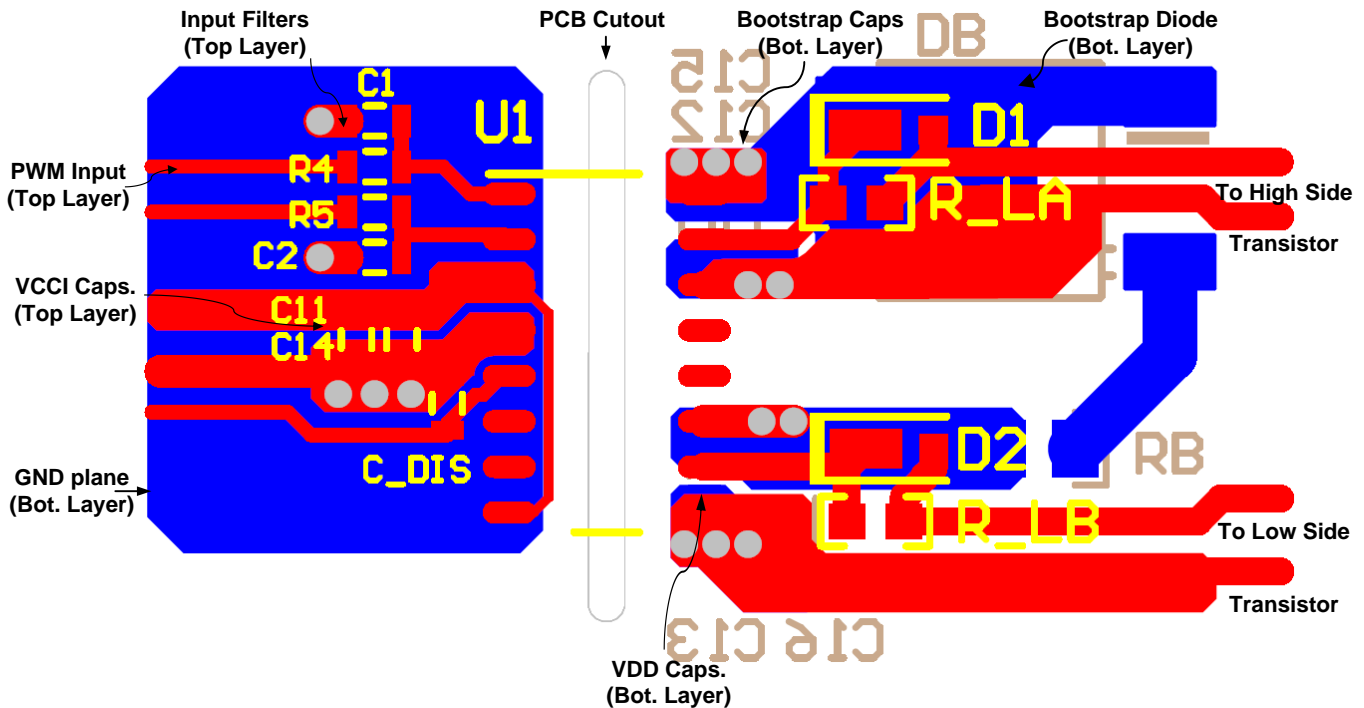 Input Filters
(Top Layer)
PCB Cutout
Bootstrap Caps
(Bot. Layer)
Bootstrap Diode
(Bot. Layer)
DB
C15
C12
C1
U1
D1
PWM Input
(Top Layer)
R4
R5
R_LA
To High Side
Transistor
C2
VCCI Caps.
(Top Layer)
C11
C14
C_DIS
D2
RB
GND plane
(Bot. Layer)
R_LB
To Low Side
Transistor
C13 C16
VDD Caps.
(Bot. Layer)